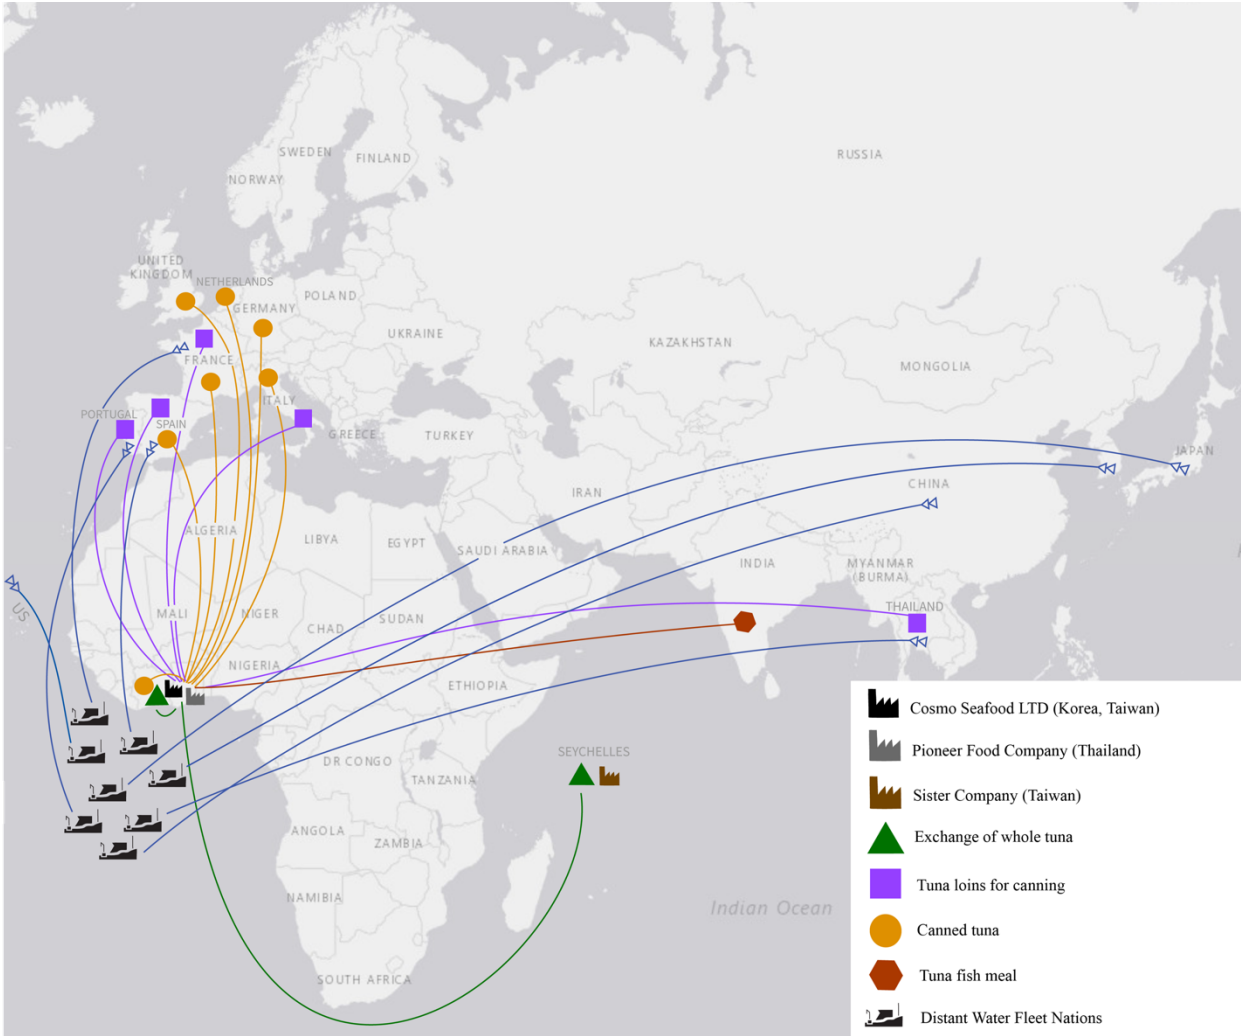 SWEDEN
FINLAND
NORWAY
RUSSIA
UNITED
KINGDOM
NETHERLANDS
GERMANY
POLAND
UKRAINE
KAZAKHSTAN
MONGOLIA
FRANCE
ITALY
PORTUGAL
SPAIN
GREECE
TURKEY
JAPAN
CHINA
IRAN
ALGERIA
LIBYA
EGYPT
SAUDI ARABIA
INDIA
MYANMAR
(BURMA)
THAILAND
US
MALI
NIGER
CHAD
SUDAN
NIGERIA
ETHIOPIA
SEYCHELLES
DR CONGO
TANZANIA
ANGOLA
ZAMBIA
NAMIBIA
Indian Ocean
SOUTH AFRICA
Cosmo Seafood LTD (Korea, Taiwan)
Pioneer Food Company (Thailand)
Sister Company (Taiwan)
Exchange of whole tuna
Tuna loins for canning
Canned tuna
Tuna fish meal
Distant Water Fleet Nations